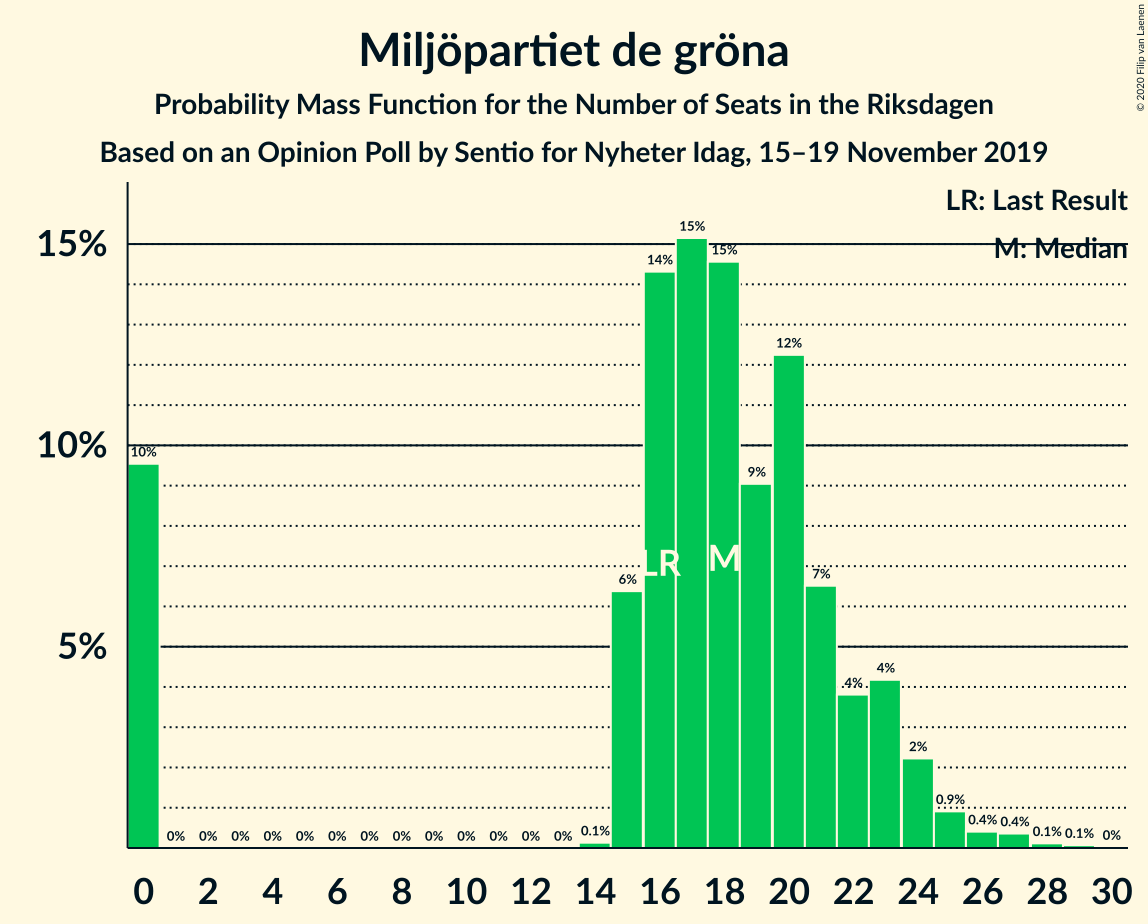 Miljöpartiet de gröna
Probability Mass Function for the Number of Seats in the Riksdagen
Based on an Opinion Poll by Sentio for Nyheter Idag, 15–19 November 2019
© 2020 Filip van Laenen
LR: Last Result
M: Median
15%
10%
5%
10% 0% 0% 0% 0% 0% 0% 0% 0% 0% 0% 0% 0% 0% 0.1% 6% 14% 15% 15% 9% 12% 7% 4% 4% 2% 0.9% 0.4% 0.4% 0.1% 0.1% 0%
LR M
0 2 4 6 8 10 12 14 16 18 20 22 24 26 28 30